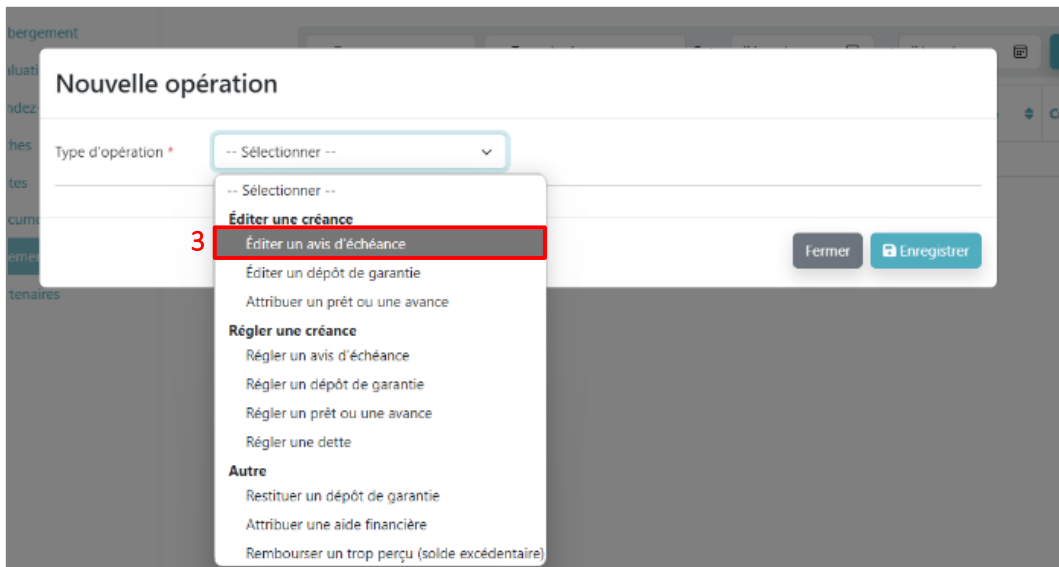 Nouvelle opération
Type d'opération *
-- Sélectionner --
-- Sélectionner --
Éditer une créance
3
Éditer un avis d'échéance
Éditer un dépôt de garantie
Attribuer un prêt ou une avance
Régler une créance
Régler un avis d'échéance
Régler un dépôt de garantie
Régler un prêt ou une avance
Régler une dette
Autre
Restituer un dépôt de garantie
Attribuer une aide financière
Rembourser un trop perçu (solde excédentaire)
Fermer
Enregistrer